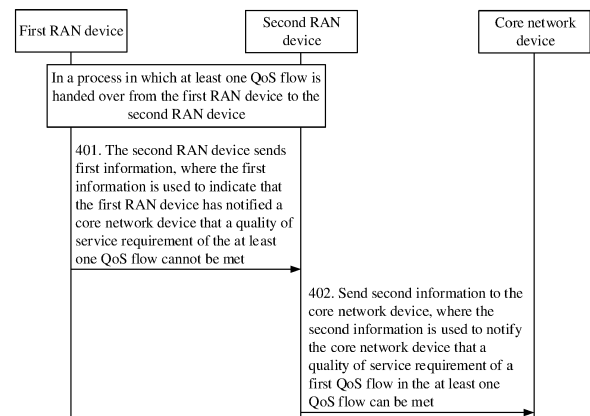 First RAN device
Second RAN
device
Core network
device
In a process in which at least one QoS flow is
handed over from the first RAN device to the
second RAN device
401. The second RAN device sends
first information, where the first
information is used to indicate that
the first RAN device has notified a
core network device that a quality of
service requirement of the at least
one QoS flow cannot be met
402. Send second information to the
core network device, where the
second information is used to notify
the core network device that a
quality of service requirement of a
first QoS flow in the at least one
QoS flow can be met